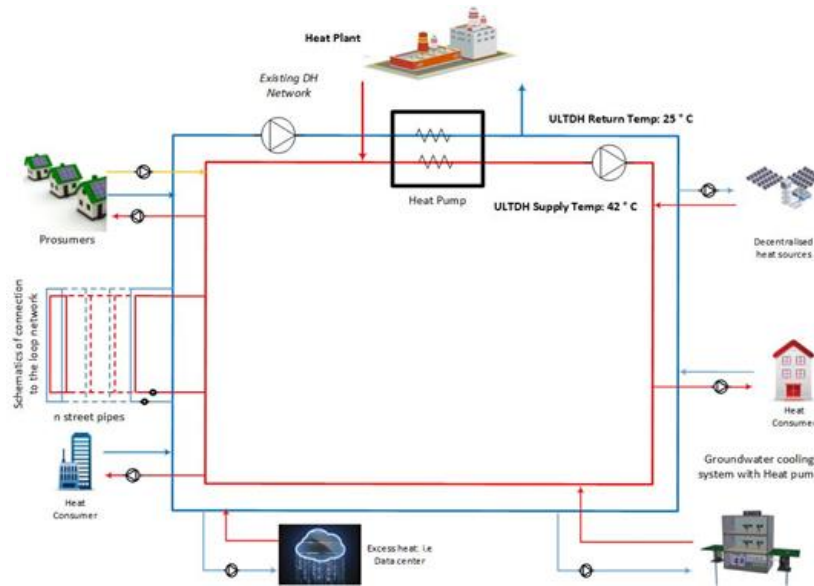 Heat Plant
Existing DH
Network
ULTDH Return Temp: 25 ° C
Heat Pump
ULTDH Supply Temp: 42 ° C
Prosumers
Decentralised
heat sources
Schematics of connection
to the loop network
n street pipes
Heat
Consumer
Heat
Consumer
Groundwater cooling
system with Heat pum
Excess heat: i.e
Data center